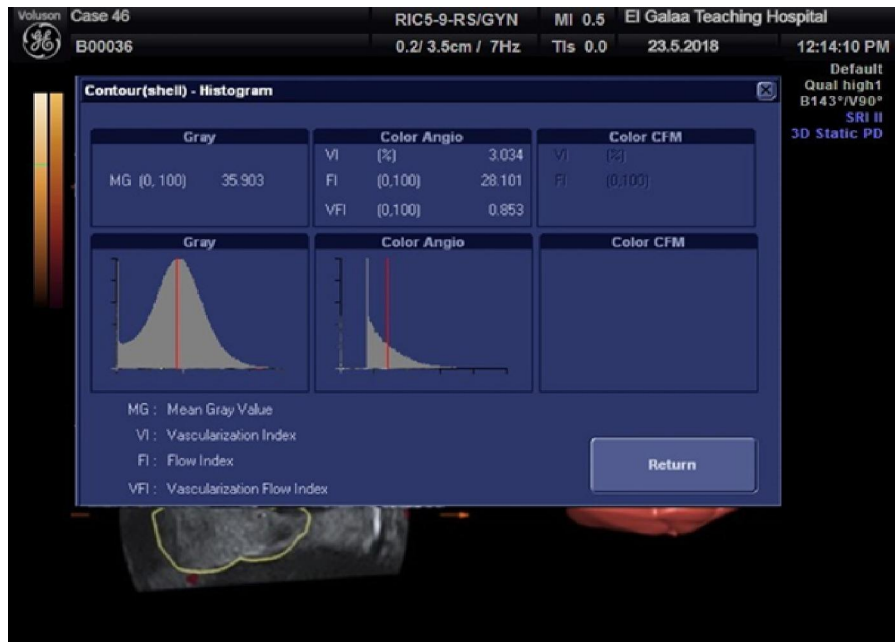 Voluson Case 46 RIC5-9-RS/GYN MI 0.5 El Galaa Teaching Hospital
GE B00036 0.2/ 3.5cm / 7Hz TIs 0.0 23.5.2018 12:14:10 PM
Default
Qual high1
B143°/V90°
SRI II
3D Static PD
Contour(shell) - Histogram
Gray
MG (0, 100) 35.903
Color Angio
VI (%) 3.034
FI (0,100) 28.101
VFI (0,100) 0.853
Color CFM
VI (%)
FI (0,100)
Gray
Color Angio
Color CFM
MG : Mean Gray Value
VI : Vascularization Index
FI : Flow Index
VFI : Vascularization Flow Index
Return